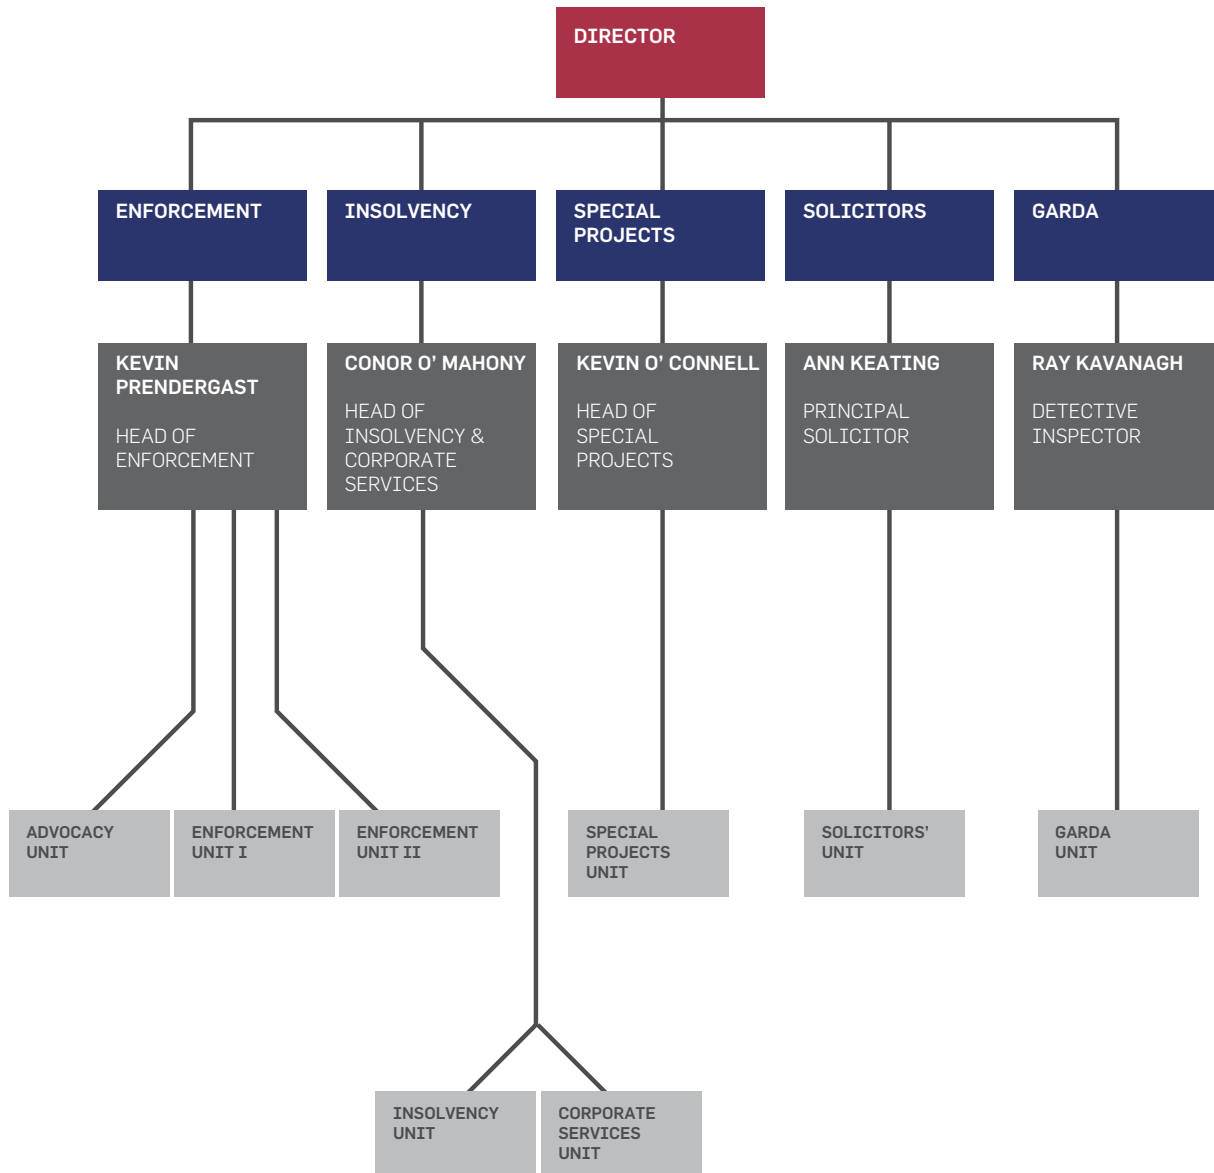 DIRECTOR
ENFORCEMENT
INSOLVENCY
SPECIAL
PROJECTS
SOLICITORS
GARDA
KEVIN
PRENDERGAST
HEAD OF
ENFORCEMENT
CONOR O' MAHONY
HEAD OF
INSOLVENCY &
CORPORATE
SERVICES
KEVIN O' CONNELL
HEAD OF
SPECIAL
PROJECTS
ANN KEATING
PRINCIPAL
SOLICITOR
RAY KAVANAGH
DETECTIVE
INSPECTOR
ADVOCACY
UNIT
ENFORCEMENT
UNIT I
ENFORCEMENT
UNIT II
SPECIAL
PROJECTS
UNIT
SOLICITORS'
UNIT
GARDA
UNIT
INSOLVENCY
UNIT
CORPORATE
SERVICES
UNIT